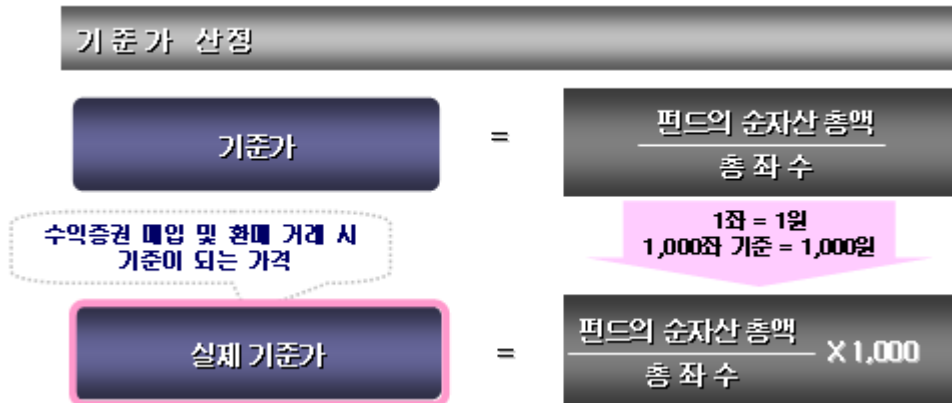 기 준 가 산정
기준가
=
펀드의 순자산 총액
총 좌 수
수익증권 매입 및 환매 거래 시
기준이 되는 가격
1좌 = 1원
1,000좌 기준 = 1,000원
실제 기준가
=
펀드의 순자산 총액
총 좌 수
X 1,000